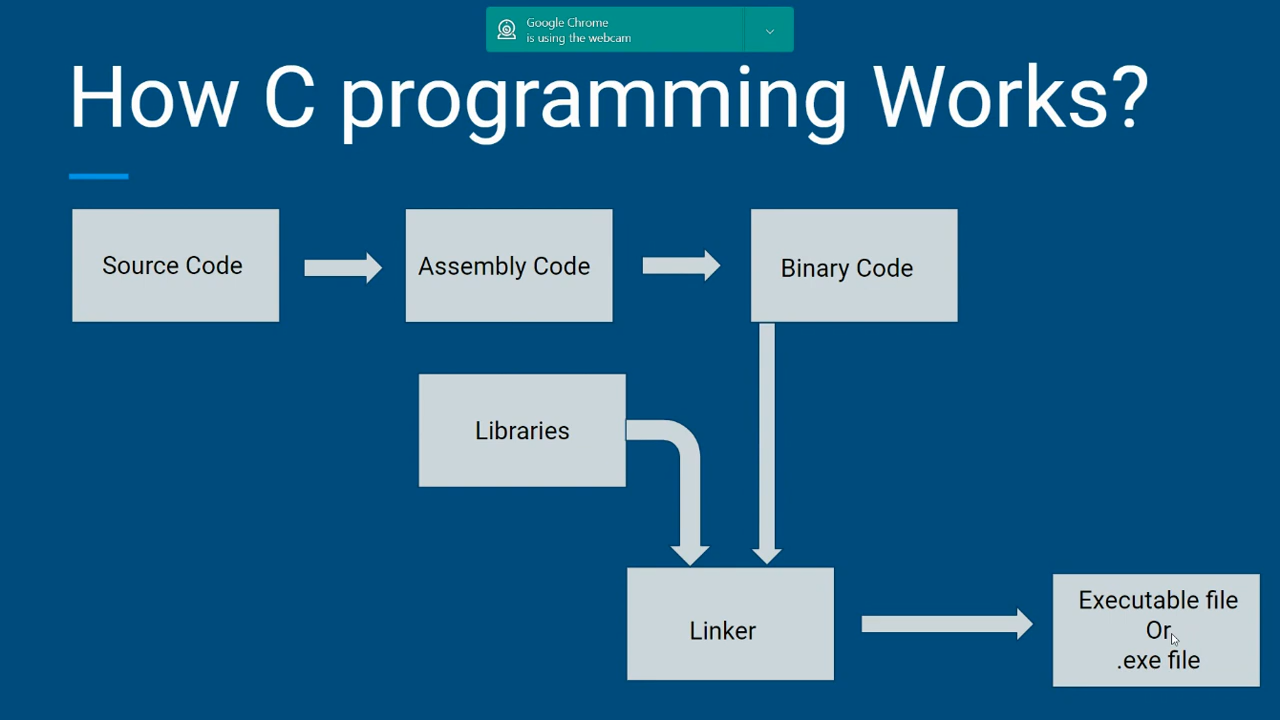 Google Chrome
is using the webcam
How C programming Works?
Source Code
Assembly Code
Binary Code
Libraries
Linker
Executable file
Or
.exe file